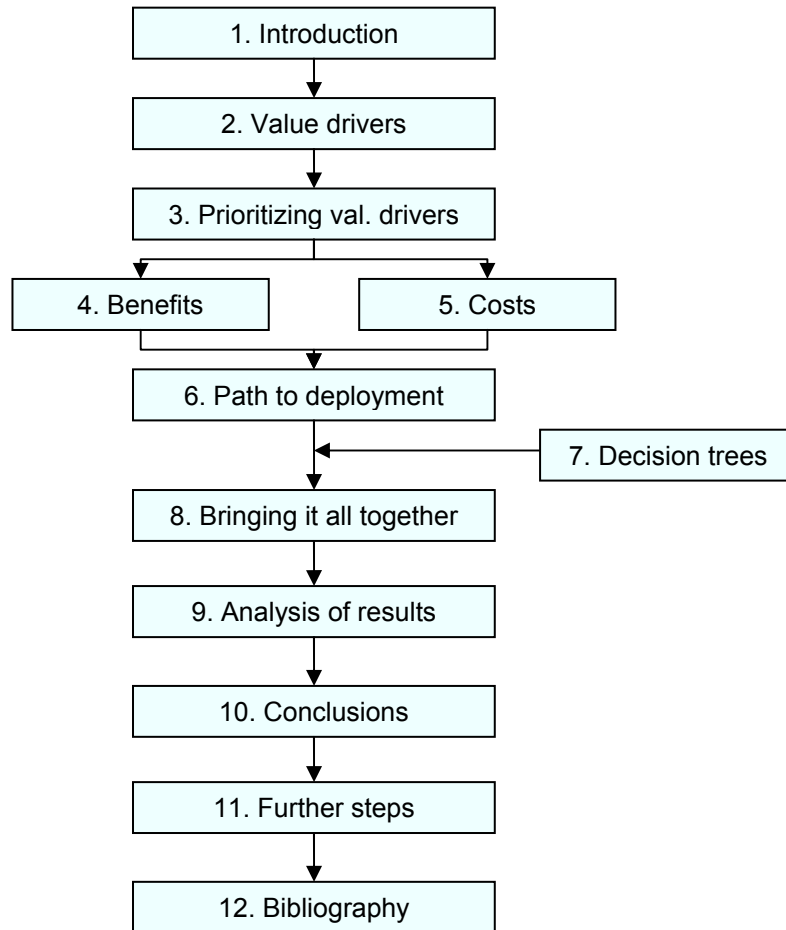 1. Introduction
2. Value drivers
3. Prioritizing val. drivers
4. Benefits
5. Costs
6. Path to deployment
7. Decision trees
8. Bringing it all together
9. Analysis of results
10. Conclusions
11. Further steps
12. Bibliography